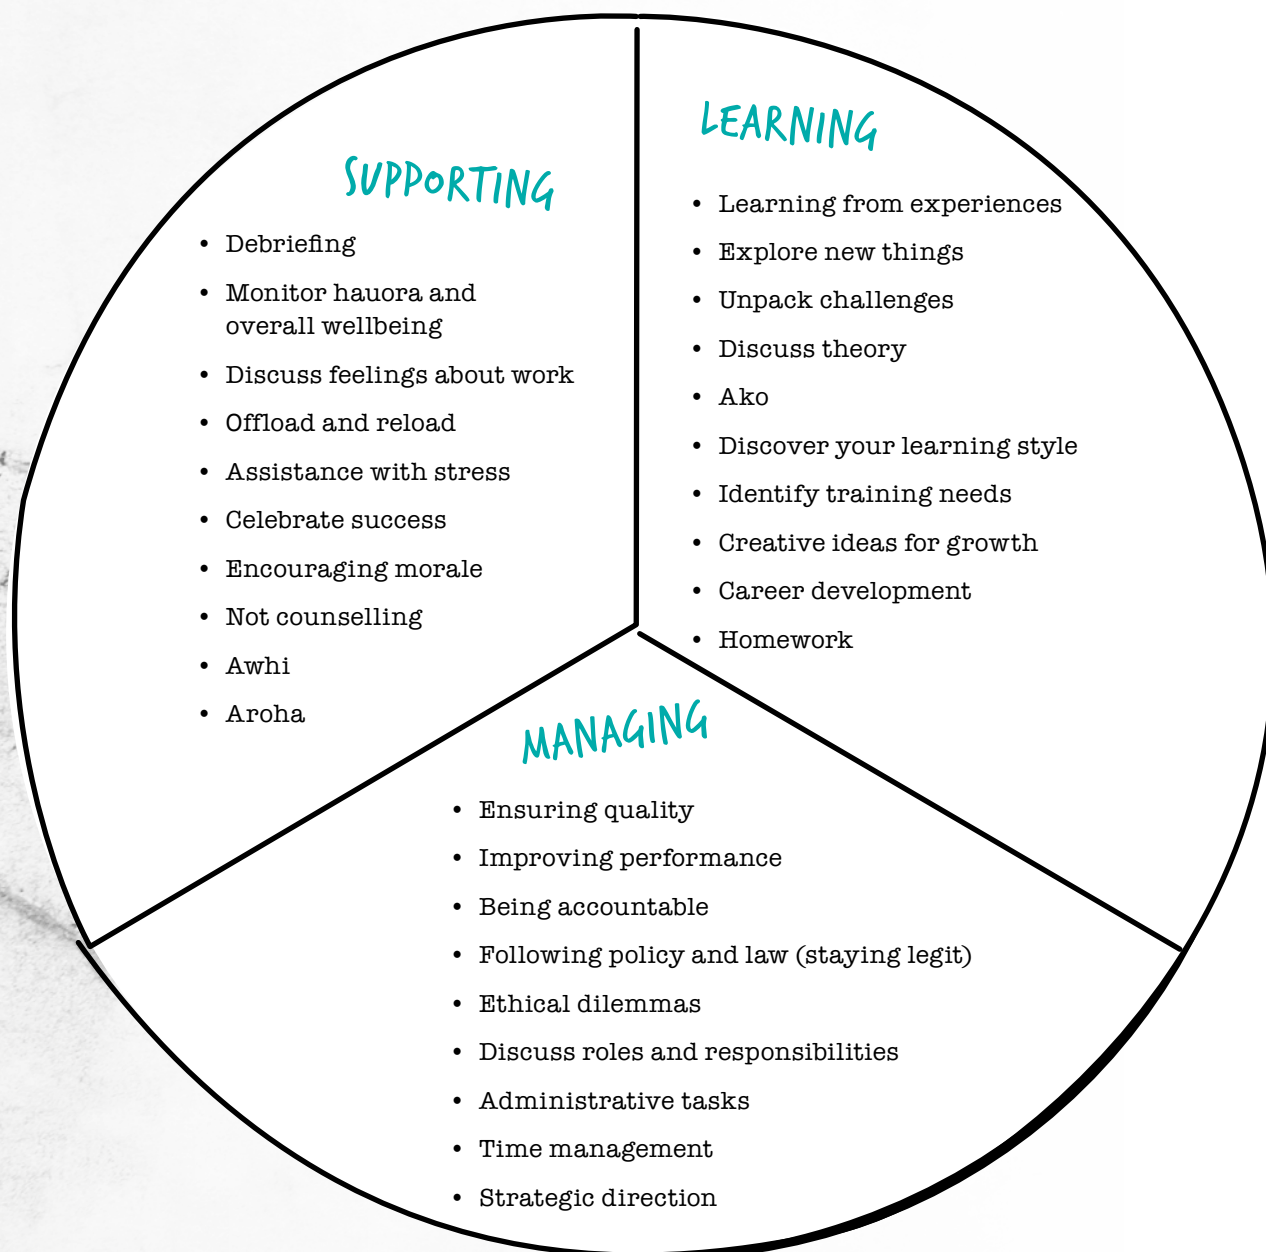 SUPPORTING
• Debriefing
• Monitor hauora and
overall wellbeing
• Discuss feelings about work
• Offload and reload
• Assistance with stress
• Celebrate success
• Encouraging morale
• Not counselling
• Awhi
• Aroha
LEARNING
• Learning from experiences
• Explore new things
• Unpack challenges
• Discuss theory
• Ako
• Discover your learning style
• Identify training needs
• Creative ideas for growth
• Career development
• Homework
MANAGING
• Ensuring quality
• Improving performance
• Being accountable
• Following policy and law (staying legit)
• Ethical dilemmas
• Discuss roles and responsibilities
• Administrative tasks
• Time management
• Strategic direction